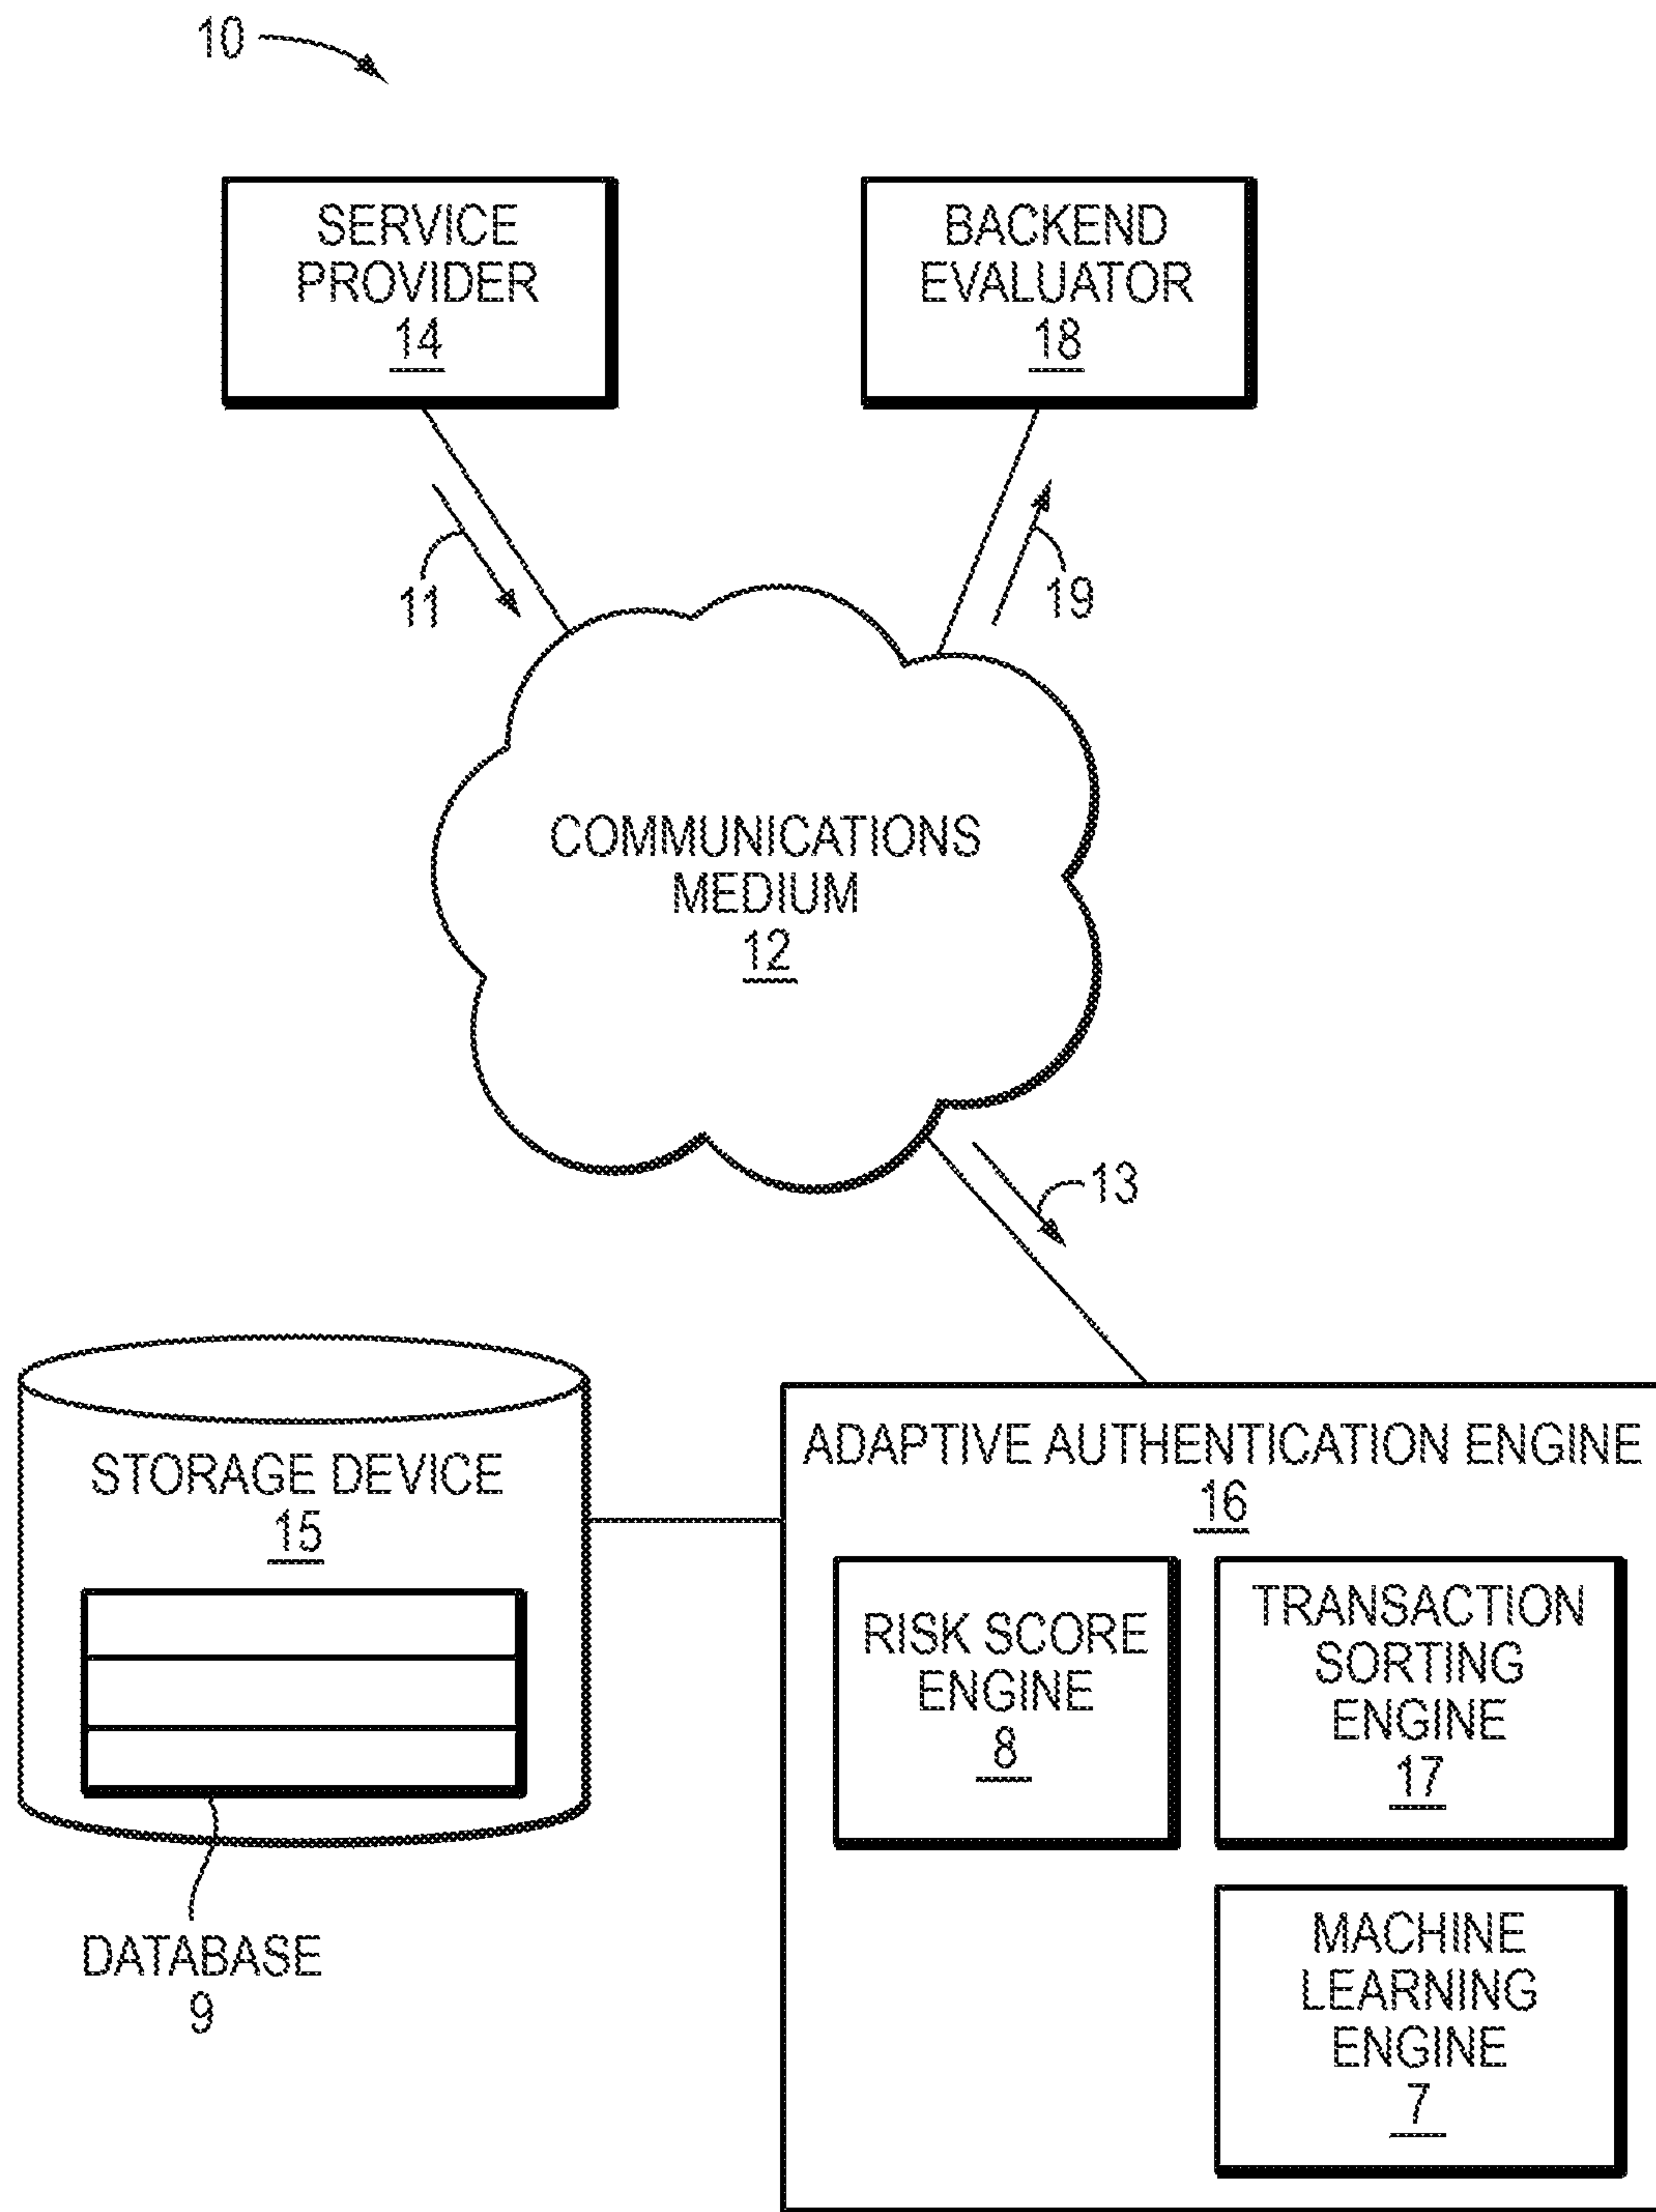 10
SERVICE
PROVIDER
14
BACKEND
EVALUATOR
18
11
19
COMMUNICATIONS
MEDIUM
12
13
STORAGE DEVICE
15
DATABASE
9
ADAPTIVE AUTHENTICATION ENGINE
16
RISK SCORE
ENGINE
8
TRANSACTION
SORTING
ENGINE
17
MACHINE
LEARNING
ENGINE
7